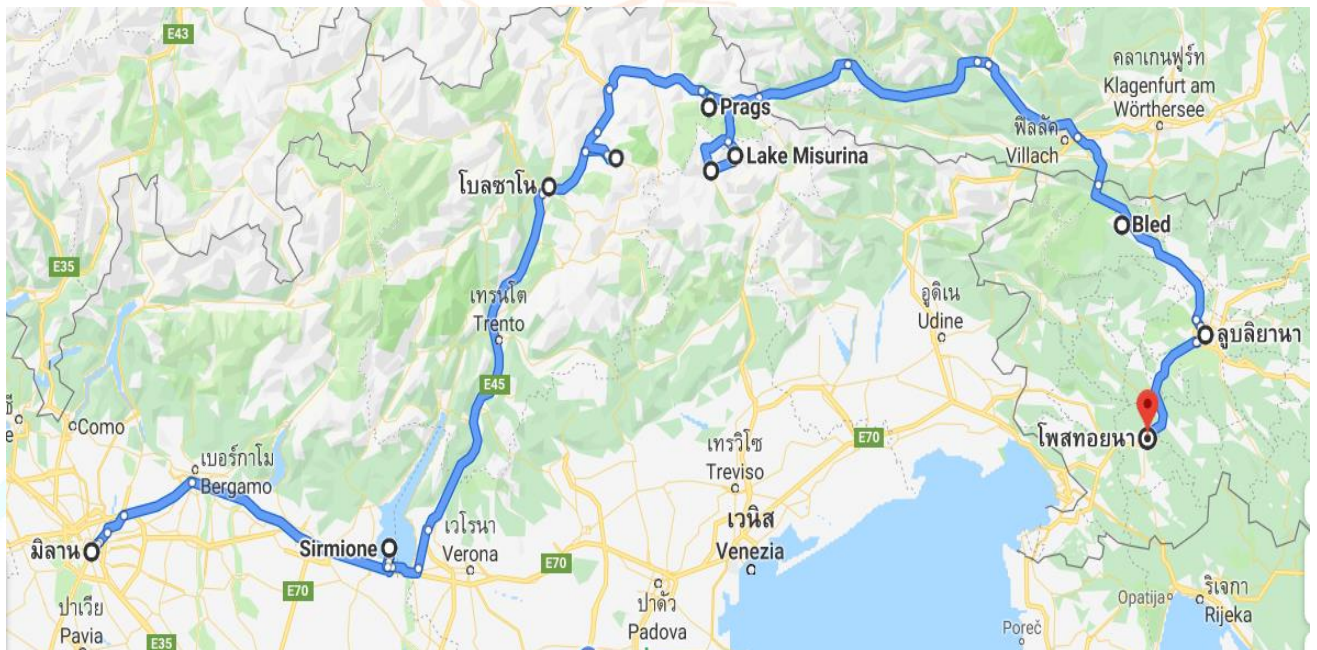 E43
คลาเกนฟูร์ท
Klagenfurt am
Wörthersee
Prags
ฟิลลัค
Villach
Lake Misurina
โบลซาโน
Bled
E35
เทรนโต
Trento
อูดิเน
Udine
ลูบลิยานา
E45
Como
เบอร์กาโม
Bergamo
เทรวิโซ
Treviso
E70
โพสทอยนา
มิลาน
Sirmione
เวโรนา
Verona
เวนิส
Venezia
E70
E70
ปาดัว
Padova
ปาเวีย
Pavia
E35
Opatija
ริเจกา
Rijeka
Poreč